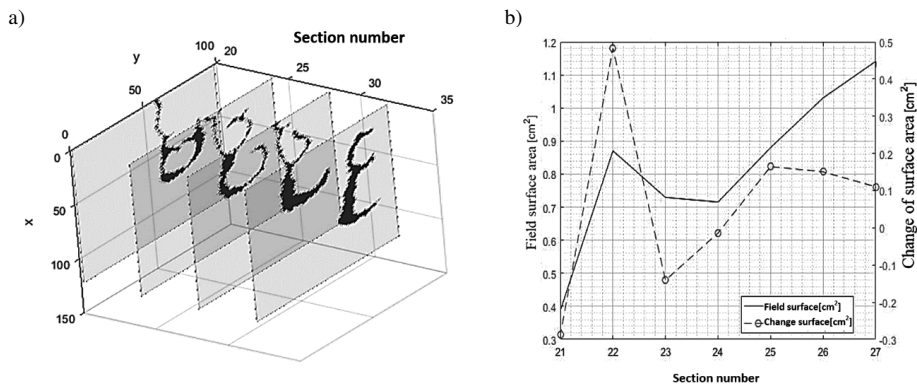 a)
Section number
y
100
20
25
30
35
50
0
0
x
50
100
150
b)
1.2
1.1
1
0.9
0.8
0.7
0.6
0.5
0.4
0.3
Field surface area [cm²]
0.5
0.4
0.3
0.2
0.1
0
-0.1
-0.2
-0.3
Change of surface area [cm²]
Field surface[cm²]
Change surface[cm²]
21 22 23 24 25 26 27
Section number